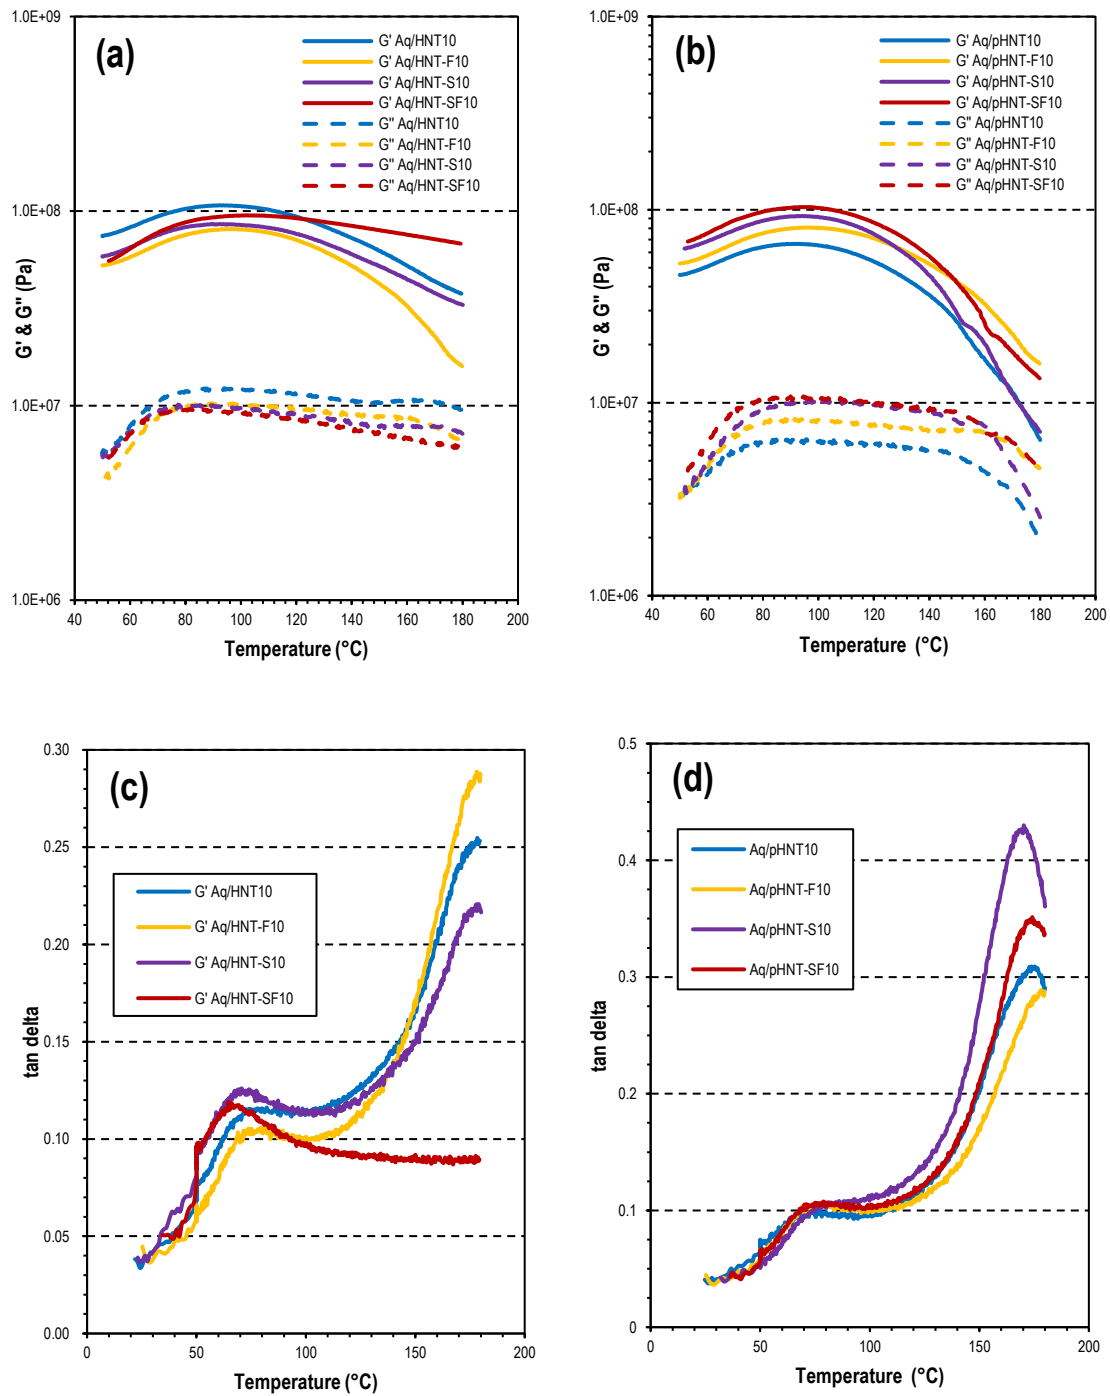 (a)
G' Aq/HNT10
G' Aq/HNT-F10
G' Aq/HNT-S10
G' Aq/HNT-SF10
G" Aq/HNT10
G" Aq/HNT-F10
G" Aq/HNT-S10
G" Aq/HNT-SF10
1.0E+09
1.0E+08
1.0E+07
1.0E+06
G' & G" (Pa)
40 60 80 100 120 140 160 180 200
Temperature (°C)
(b)
G' Aq/pHNT10
G' Aq/pHNT-F10
G' Aq/pHNT-S10
G' Aq/pHNT-SF10
G" Aq/pHNT10
G" Aq/pHNT-F10
G" Aq/pHNT-S10
G" Aq/pHNT-SF10
1.0E+09
1.0E+08
1.0E+07
1.0E+06
G' & G" (Pa)
40 60 80 100 120 140 160 180 200
Temperature (°C)
(c)
G' Aq/HNT10
G' Aq/HNT-F10
G' Aq/HNT-S10
G' Aq/HNT-SF10
0.30
0.25
0.20
0.15
0.10
0.05
0.00
tan delta
0 50 100 150 200
Temperature (°C)
(d)
Aq/pHNT10
Aq/pHNT-F10
Aq/pHNT-S10
Aq/pHNT-SF10
0.5
0.4
0.3
0.2
0.1
0
tan delta
0 50 100 150 200
Temperature (°C)